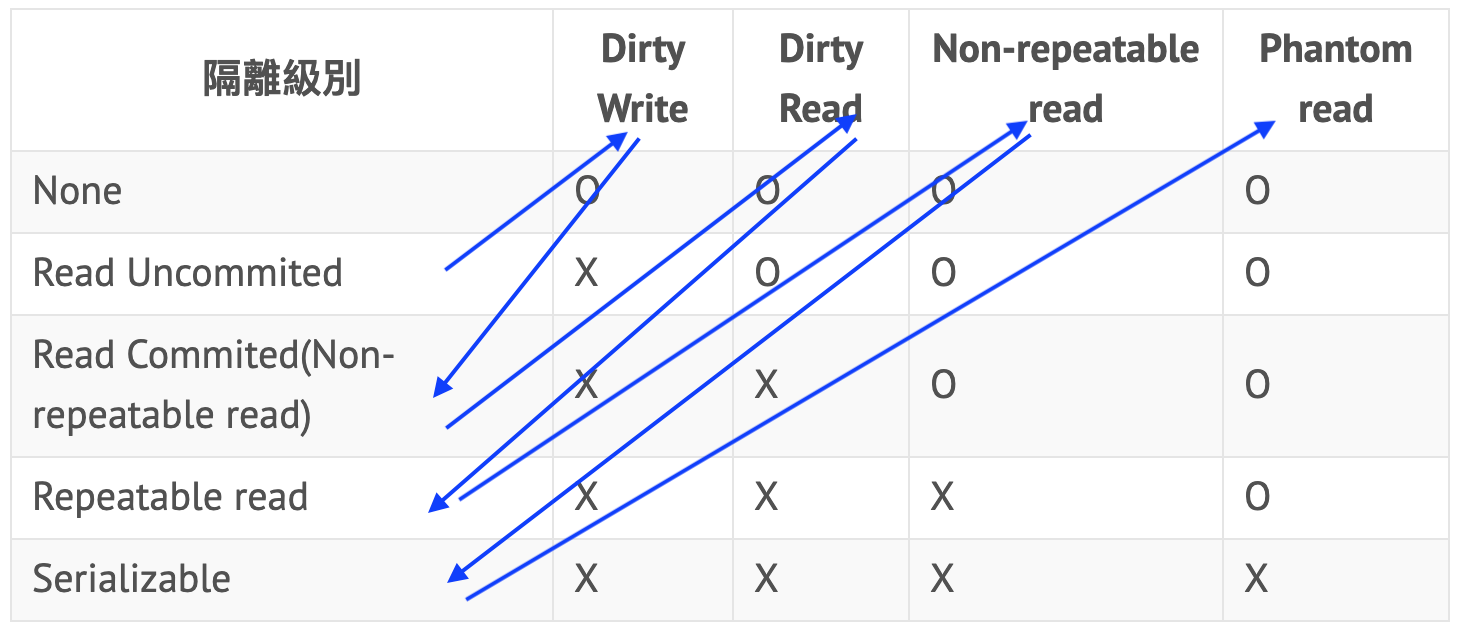 隔離級別 Dirty Write Dirty Read Non-repeatable read Phantom read
None O O O O
Read Uncommited X O O O
Read Commited(Non-
repeatable read) X X O O
Repeatable read X X X O
Serializable X X X X